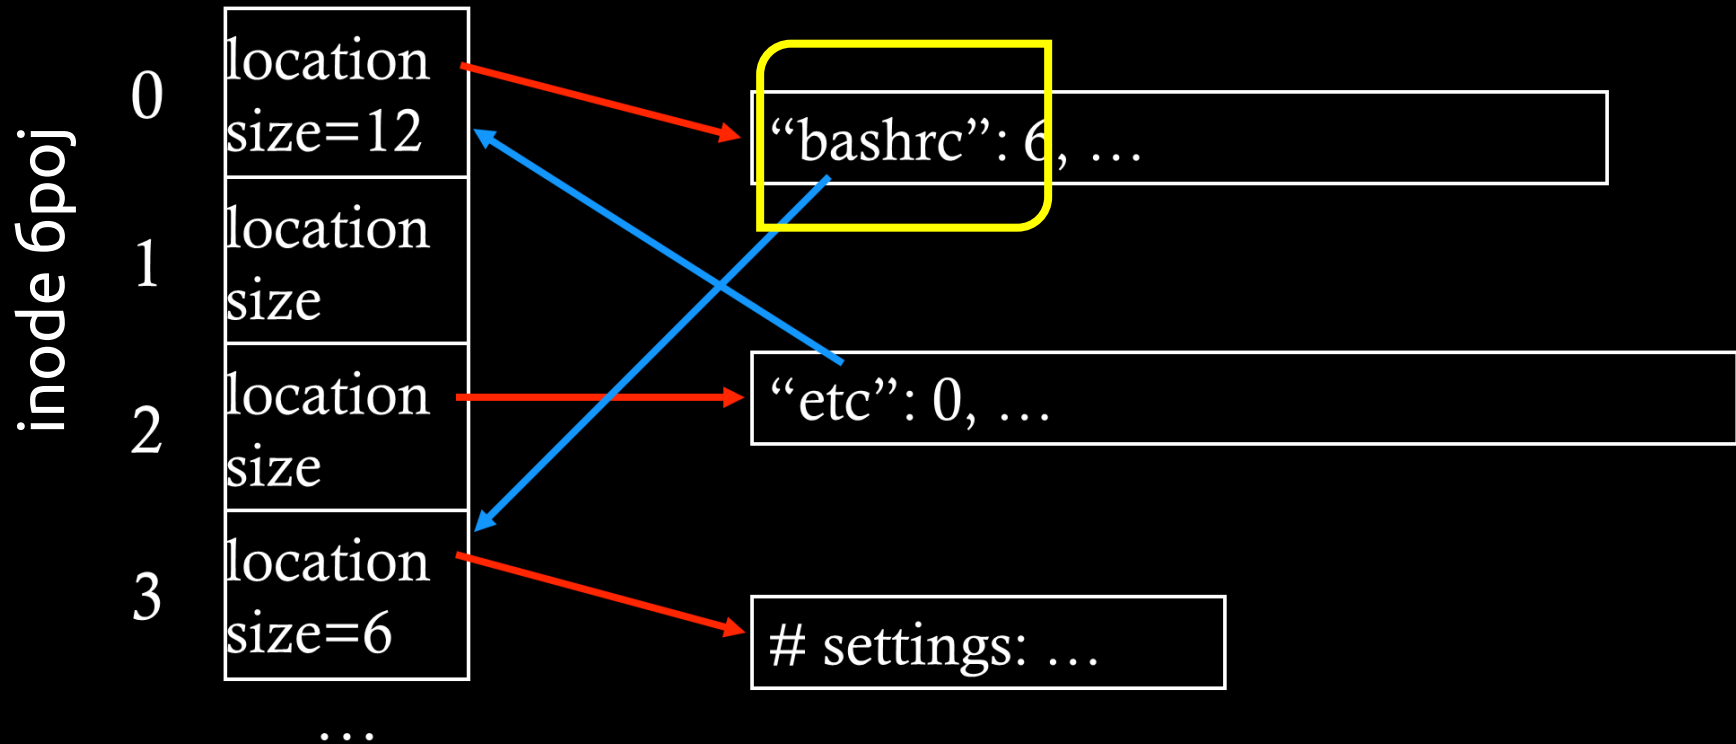 inode 6poj
0
location
size=12
1
location
size
2
location
size
3
location
size=6
…
“bashrc”: 6, …
“etc”: 0, …
# settings: …